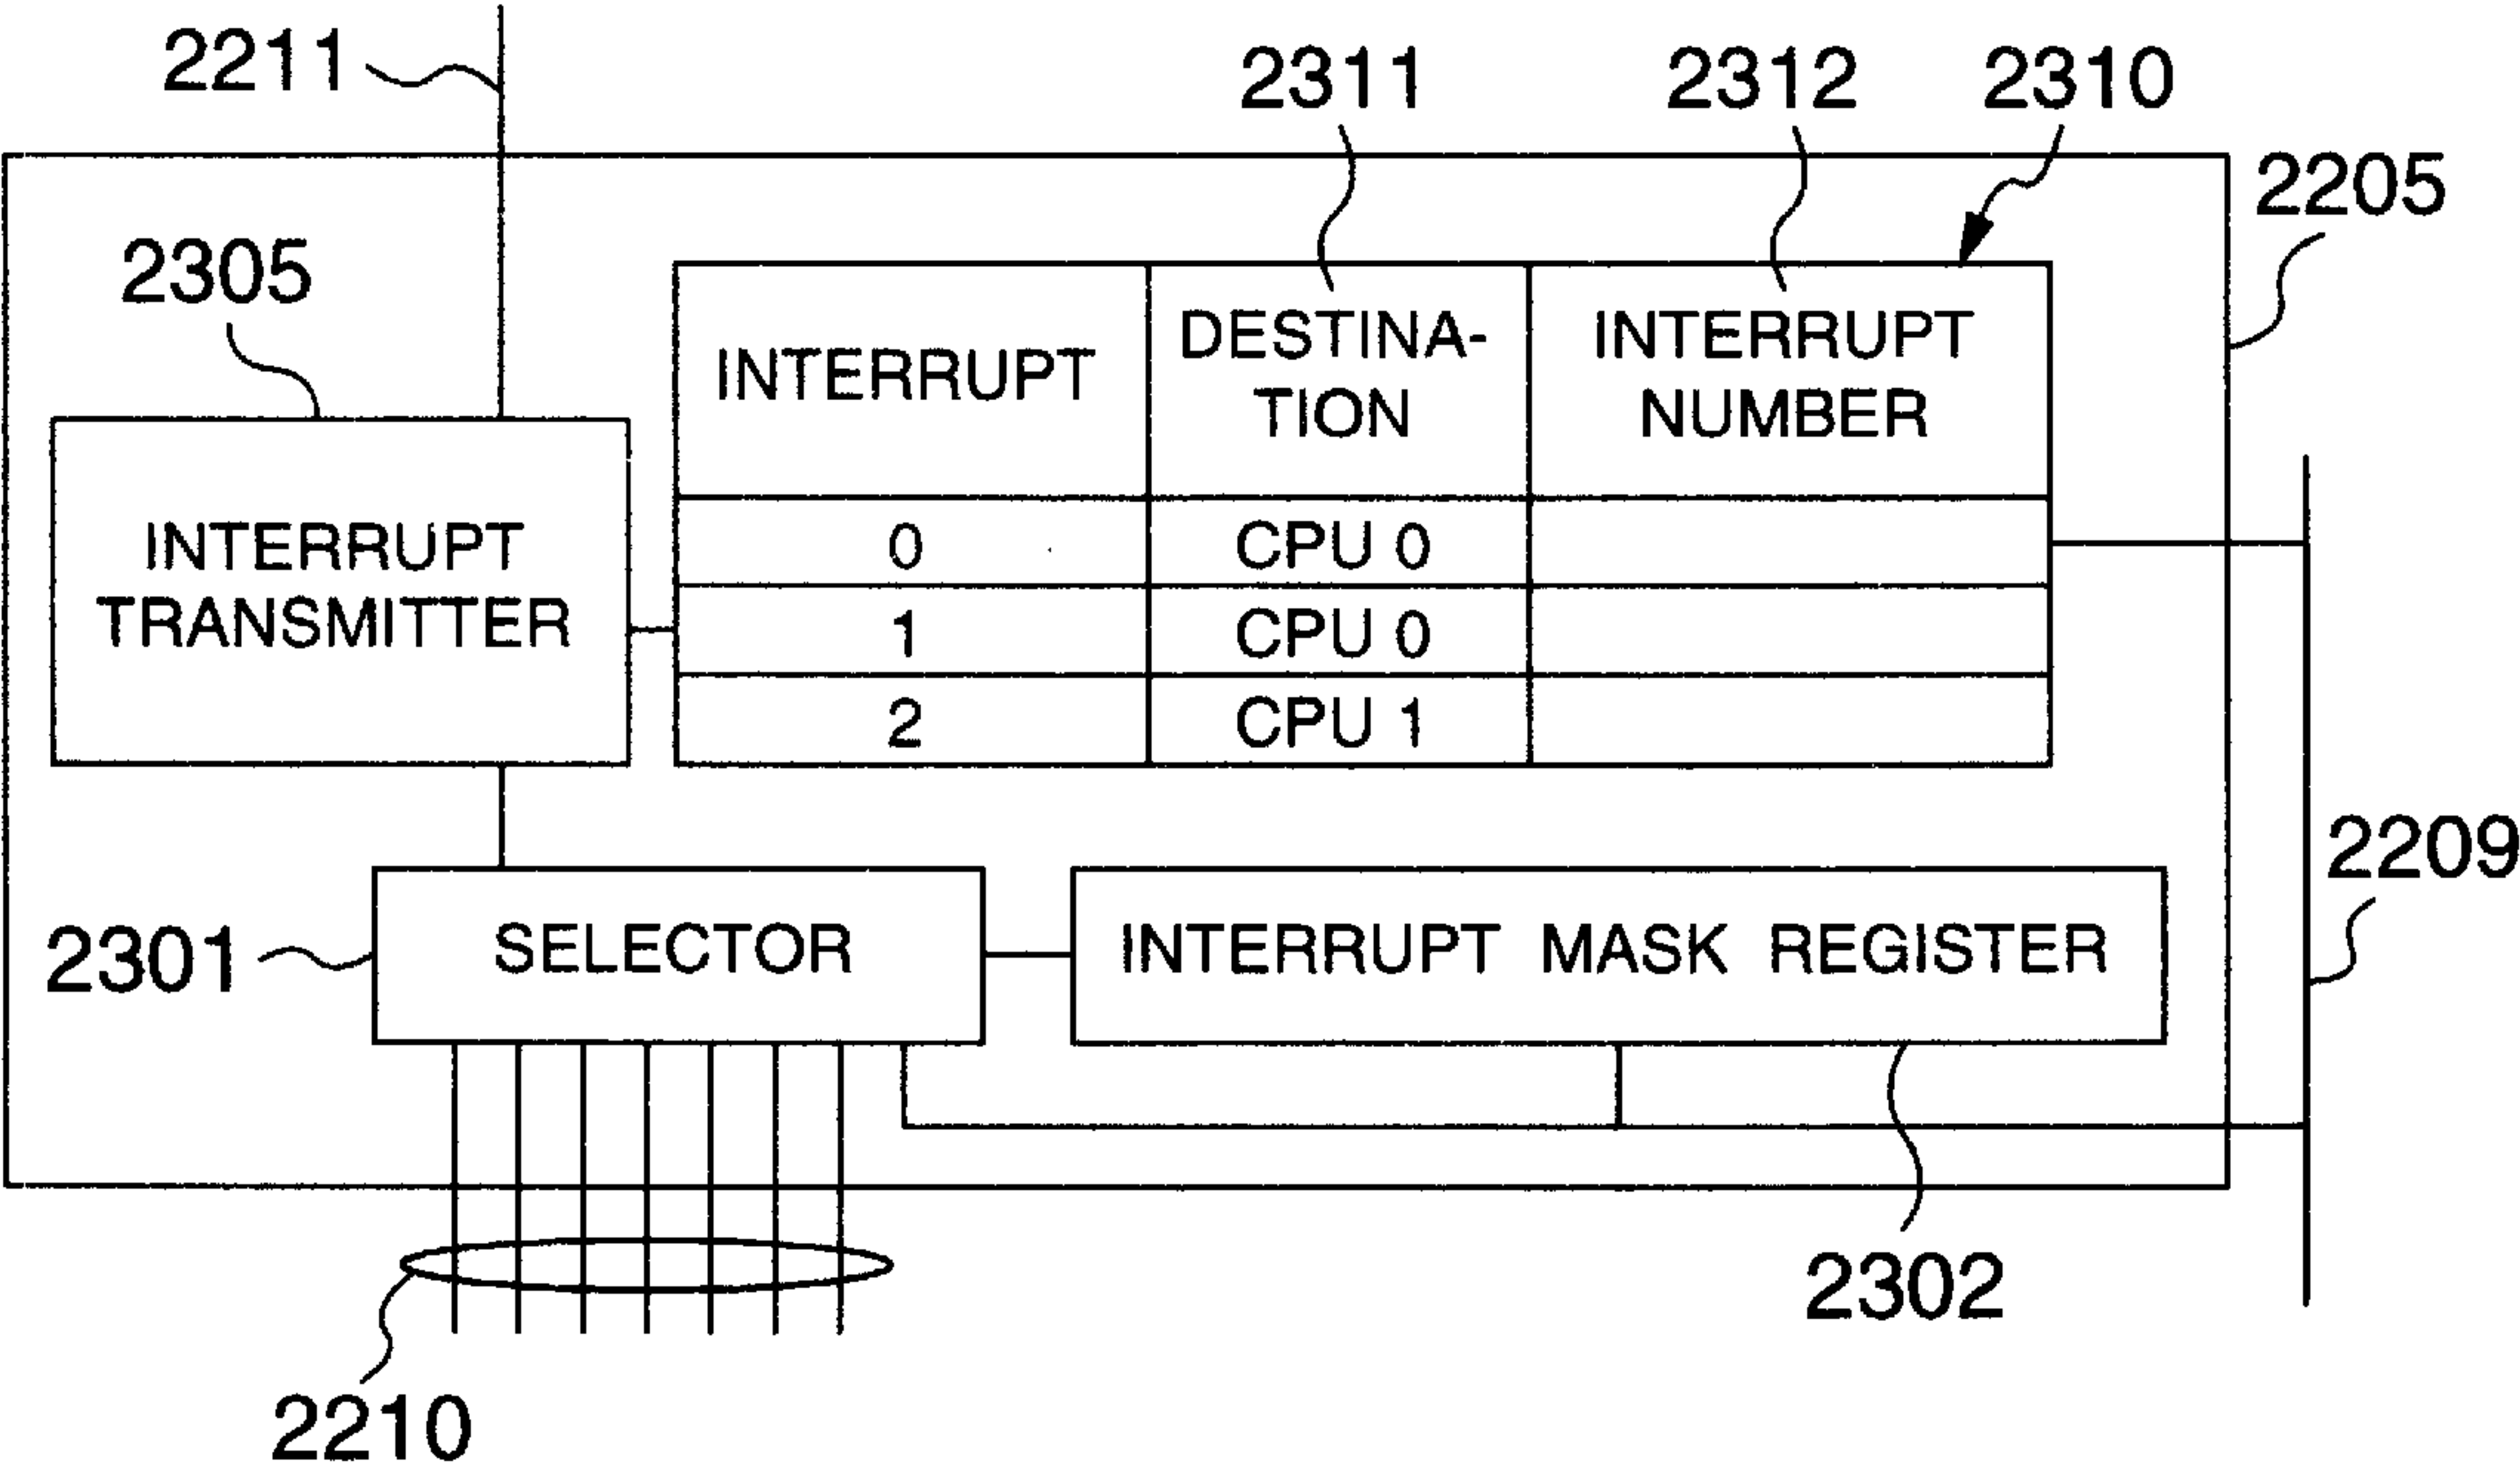 2211
2311
2312
2310
2205
2305
INTERRUPT
DESTINA-
TION
INTERRUPT
NUMBER
INTERRUPT
TRANSMITTER
0
CPU 0
1
CPU 0
2
CPU 1
2209
2301
SELECTOR
INTERRUPT MASK REGISTER
2302
2210